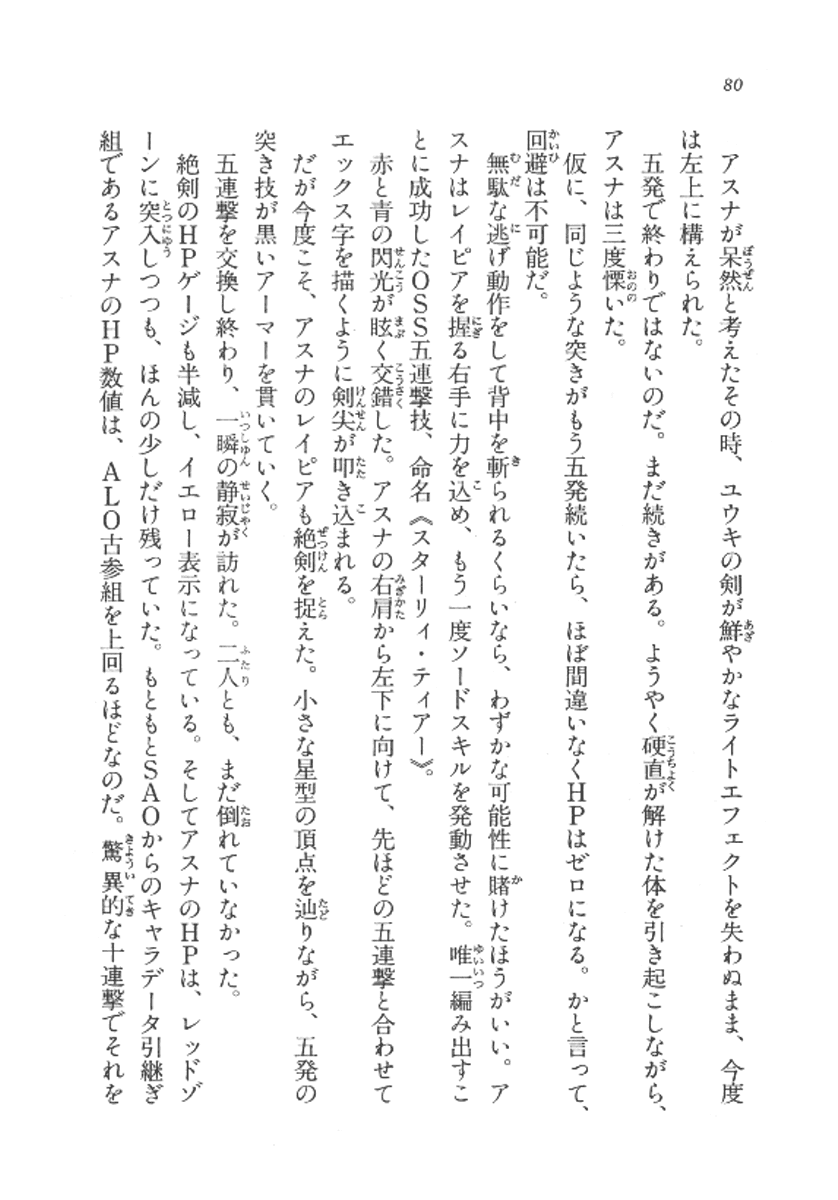 80
アスナが呆然と考えたその時、ユウキの剣が鮮やかなライトエフェクトを失わぬまま、今度
は左上に構えられた。
五発で終わりではないのだ。まだ続きがある。ようやく硬直が解けた体を引き起こしながら、
アスナは三度慄いた。
仮に、同じような突きがもう五発続いたら、ほぼ間違いなくHPはゼロになる。かと言って、
回避は不可能だ。
無駄な逃げ動作をして背中を斬られるくらいなら、わずかな可能性に賭けたほうがいい。ア
スナはレイピアを握る右手に力を込め、もう一度ソードスキルを発動させた。唯一編み出すこ
とに成功したOSS五連撃技、命名《スターリィ・ティアー》。
赤と青の閃光が眩く交錯した。アスナの右肩から左下に向けて、先ほどの五連撃と合わせて
エックス字を描くように剣尖が叩き込まれる。
だが今度こそ、アスナのレイピアも絶剣を捉えた。小さな星型の頂点を辿りながら、五発の
突き技が黒いアーマーを貫いていく。
五連撃を交換し終わり、一瞬の静寂が訪れた。二人とも、まだ倒れていなかった。
絶剣のHPゲージも半減し、イエロー表示になっている。そしてアスナのHPは、レッドゾ
ーンに突入しつつも、ほんの少しだけ残っていた。もともとSAOからのキャラデータ引継ぎ
組であるアスナのHP数値は、ALO古参組を上回るほどなのだ。驚異的な十連撃でそれを